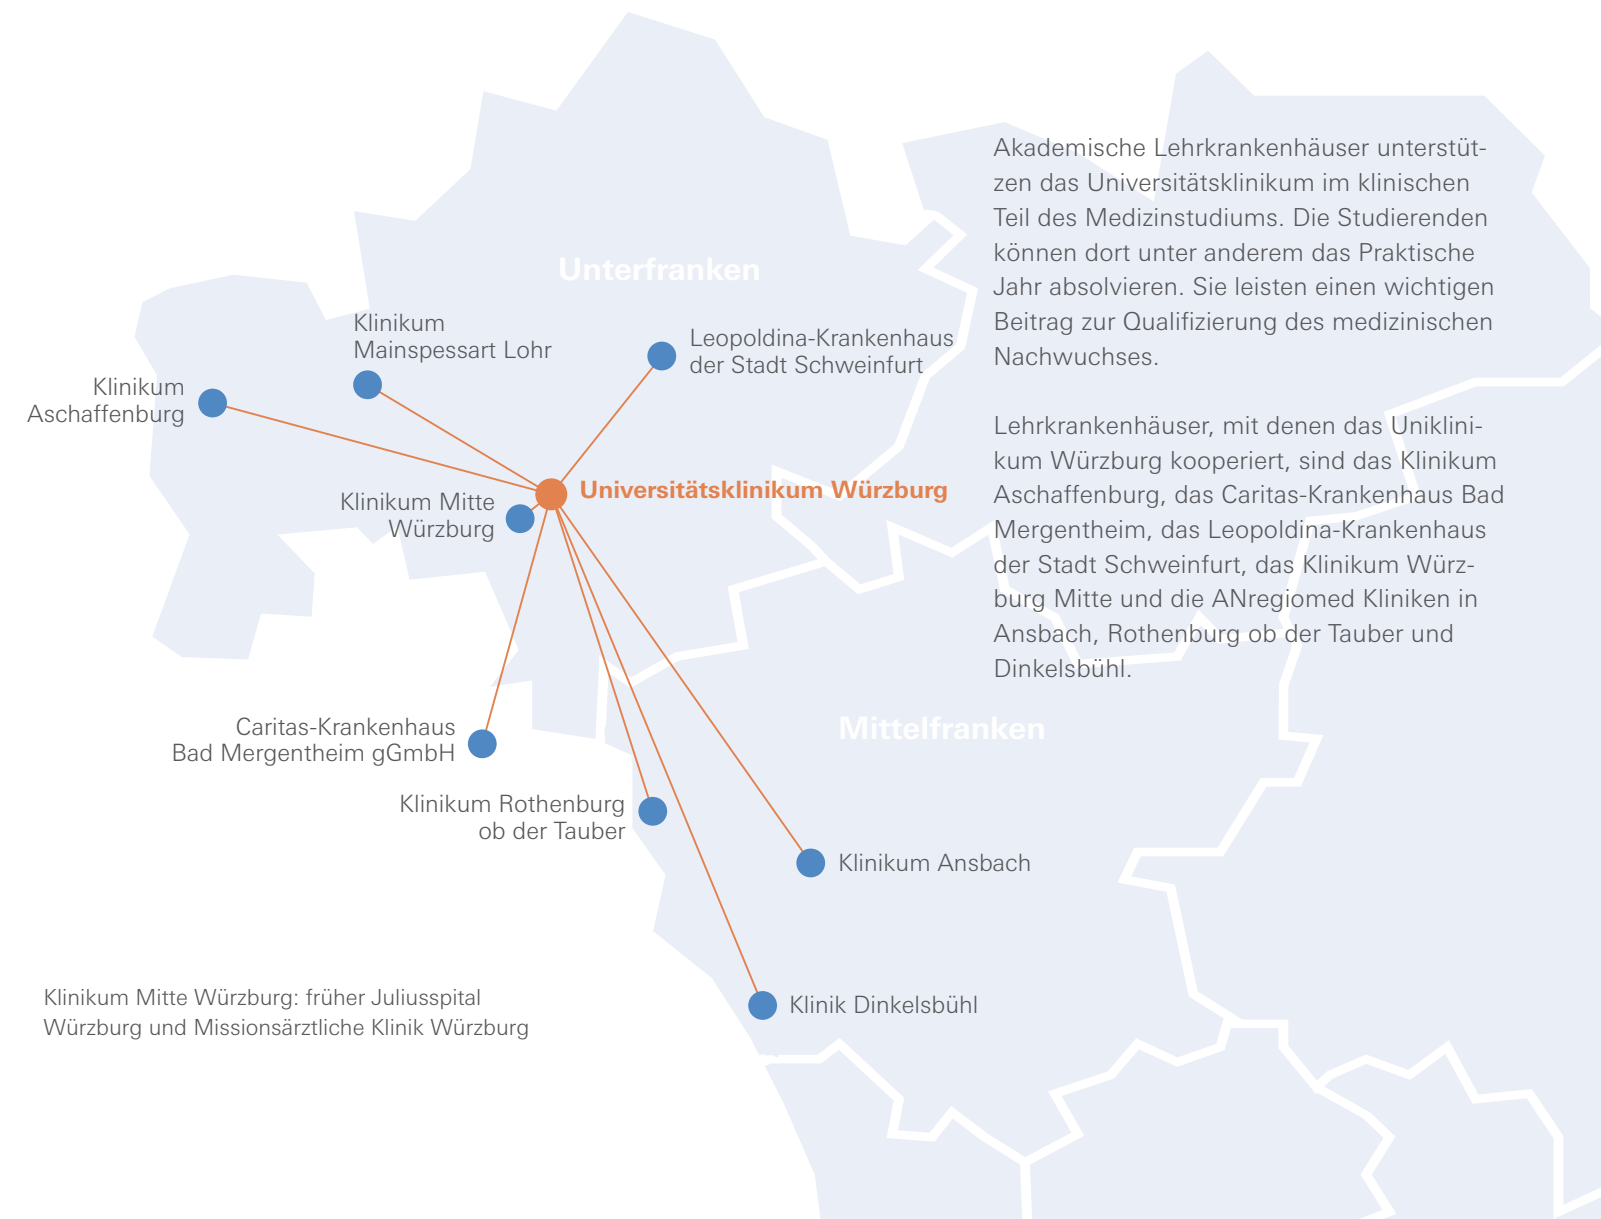 Akademische Lehrkrankenhäuser unterstüt-
zen das Universitätsklinikum im klinischen
Teil des Medizinstudiums. Die Studierenden
können dort unter anderem das Praktische
Jahr absolvieren. Sie leisten einen wichtigen
Beitrag zur Qualifizierung des medizinischen
Nachwuchses.
Lehrkrankenhäuser, mit denen das Uniklini-
kum Würzburg kooperiert, sind das Klinikum
Aschaffenburg, das Caritas-Krankenhaus Bad
Mergentheim, das Leopoldina-Krankenhaus
der Stadt Schweinfurt, das Klinikum Würz-
burg Mitte und die ANregiomed Kliniken in
Ansbach, Rothenburg ob der Tauber und
Dinkelsbühl.
Unterfranken
Klinikum
Mainspessart Lohr
Leopoldina-Krankenhaus
der Stadt Schweinfurt
Klinikum
Aschaffenburg
Universitätsklinikum Würzburg
Klinikum Mitte
Würzburg
Mittelfranken
Caritas-Krankenhaus
Bad Mergentheim gGmbH
Klinikum Rothenburg
ob der Tauber
Klinikum Ansbach
Klinik Dinkelsbühl
Klinikum Mitte Würzburg: früher Juliusspital
Würzburg und Missionsärztliche Klinik Würzburg